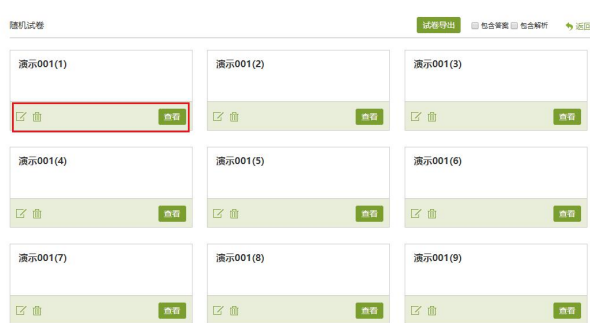 随机试卷 试卷导出 包含答案 包含解析 返回
演示001(1) 演示001(2) 演示001(3)
查看 查看 查看
演示001(4) 演示001(5) 演示001(6)
查看 查看 查看
演示001(7) 演示001(8) 演示001(9)
查看 查看 查看